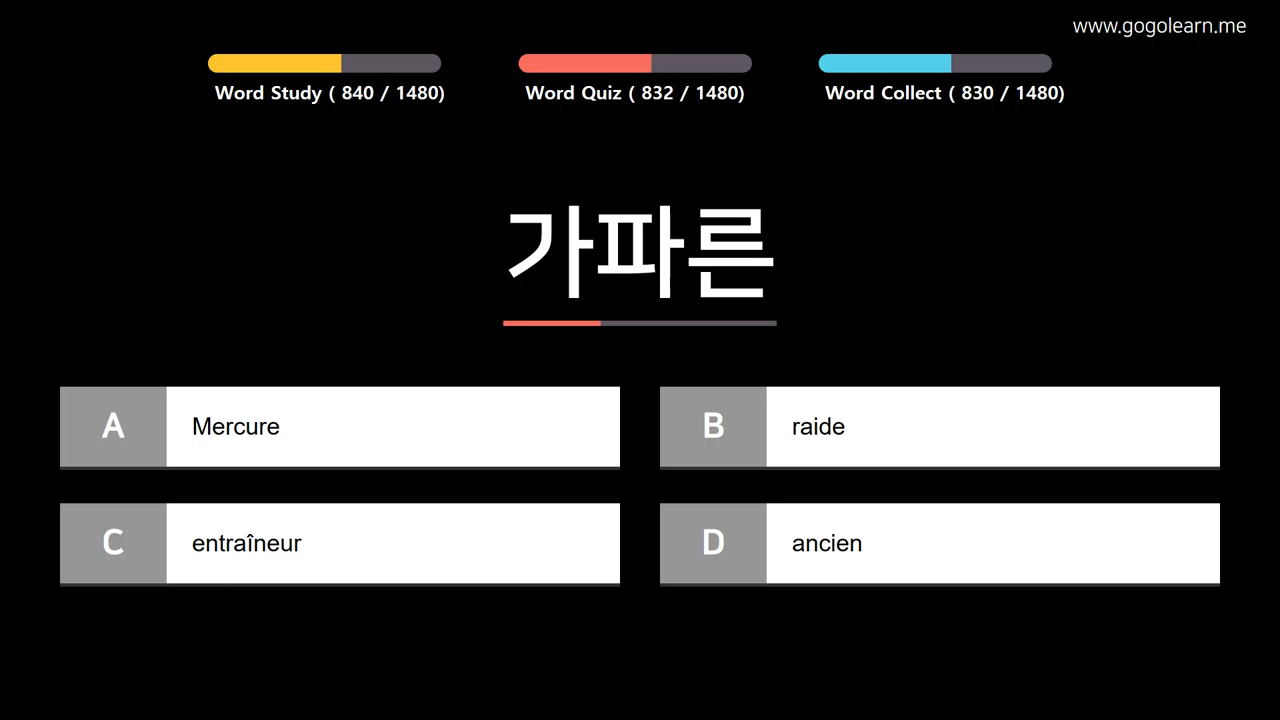 www.gogolearn.me
Word Study ( 840 / 1480)
Word Quiz ( 832 / 1480)
Word Collect ( 830 / 1480)
가파른
A Mercure
B raide
C entraîneur
D ancien